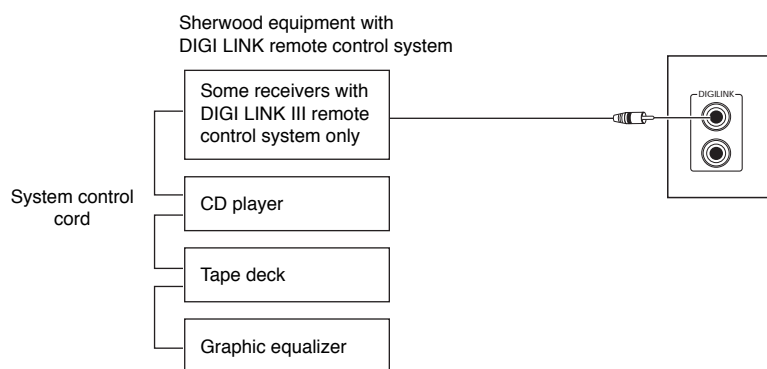 Sherwood equipment with
DIGI LINK remote control system
Some receivers with
DIGI LINK III remote
control system only
DIGILINK
System control
cord
CD player
Tape deck
Graphic equalizer